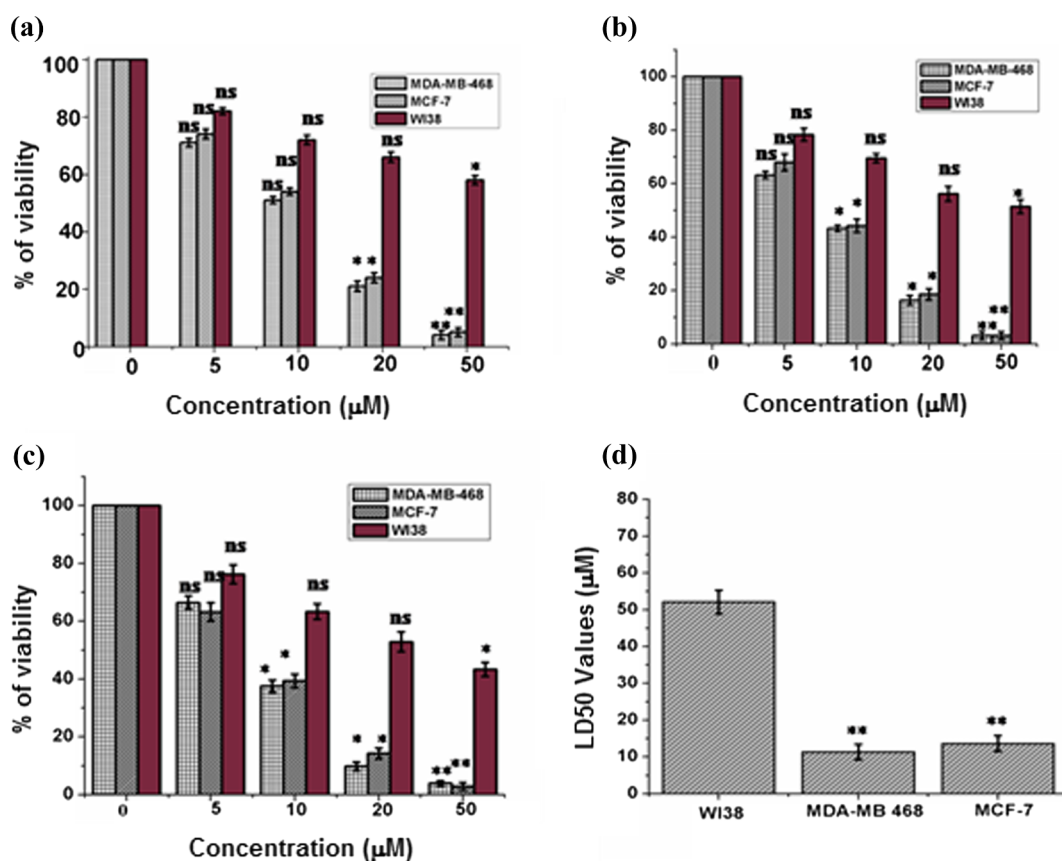 (a)
% of viability
100
80
60
40
20
0
MDA-MB-468
MCF-7
WI38
ns ns ns
ns ns ns
* * ns
** ** *
0 5 10 20 50
Concentration (μM)
(b)
% of viability
100
80
60
40
20
0
MDA-MB-468
MCF-7
WI38
ns ns ns
* * ns
* * ns
** ** *
0 5 10 20 50
Concentration (μM)
(c)
% of viability
100
80
60
40
20
0
MDA-MB-468
MCF-7
WI38
ns ns ns
* * ns
* * ns
** ** *
0 5 10 20 50
Concentration (μM)
(d)
LD50 Values (μM)
80
70
60
50
40
30
20
10
0
** **
WI38 MDA-MB 468 MCF-7